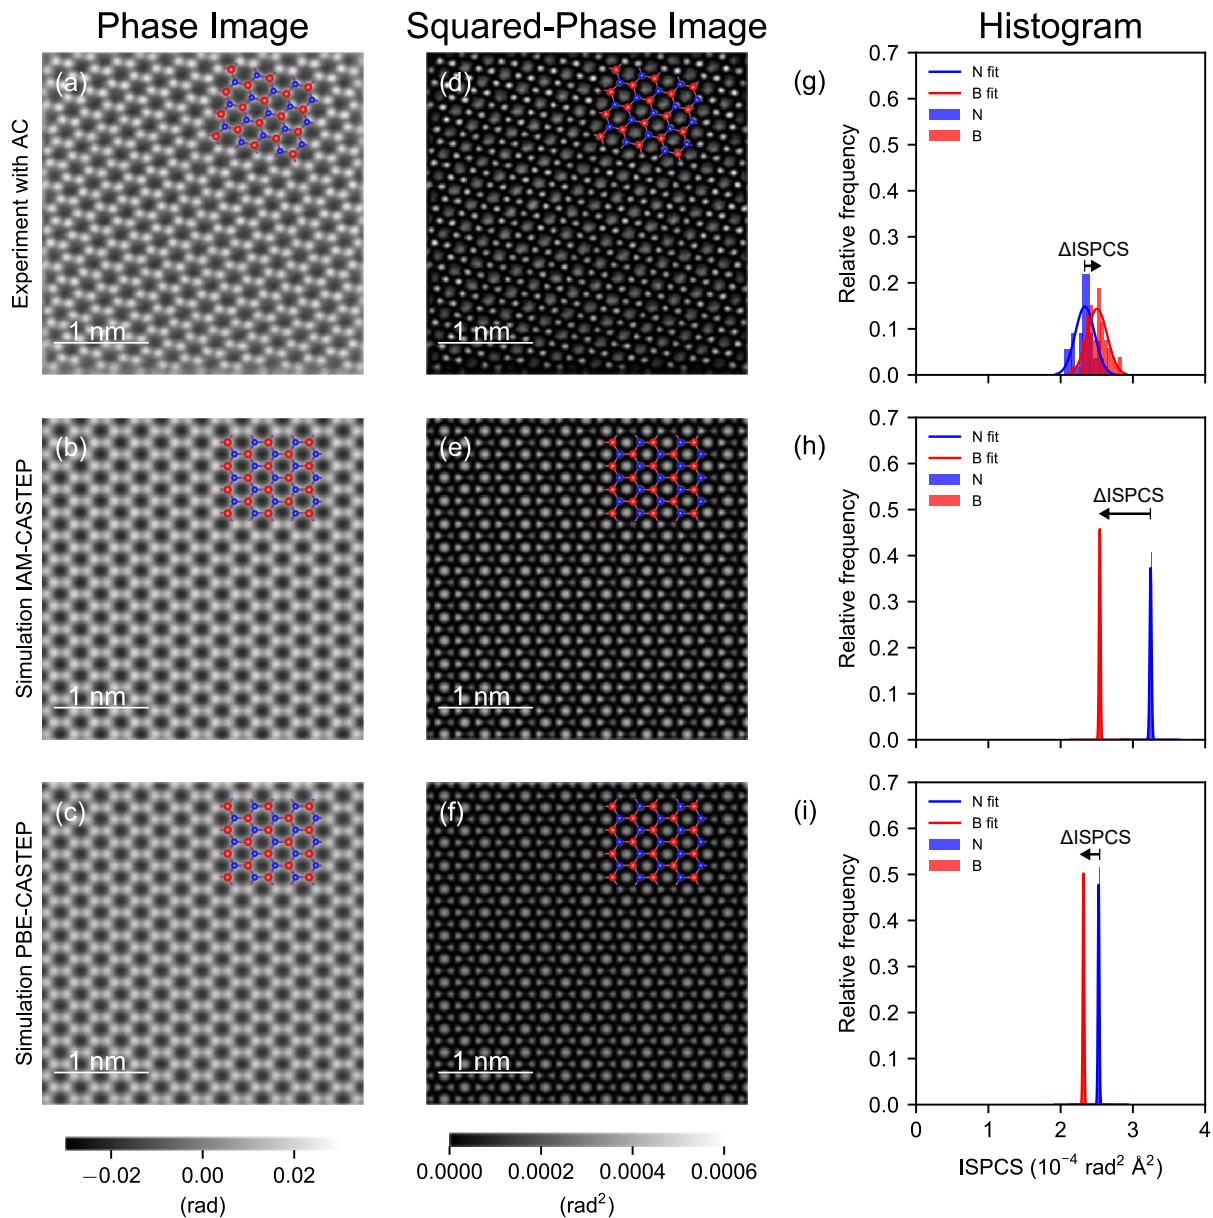 Phase Image
Squared-Phase Image
Histogram
Experiment with AC
(a)
1 nm
(d)
1 nm
(g)
Relative frequency
0.7
0.6
0.5
0.4
0.3
0.2
0.1
0.0
N fit
B fit
N
B
ΔISPCS
Simulation IAM-CASTEP
(b)
1 nm
(e)
1 nm
(h)
Relative frequency
0.7
0.6
0.5
0.4
0.3
0.2
0.1
0.0
N fit
B fit
N
B
ΔISPCS
Simulation PBE-CASTEP
(c)
1 nm
(f)
1 nm
(i)
Relative frequency
0.7
0.6
0.5
0.4
0.3
0.2
0.1
0.0
N fit
B fit
N
B
ΔISPCS
0 1 2 3 4
ISPCS (10⁻⁴ rad² Å²)
−0.02 0.00 0.02
(rad)
0.0000 0.0002 0.0004 0.0006
(rad²)